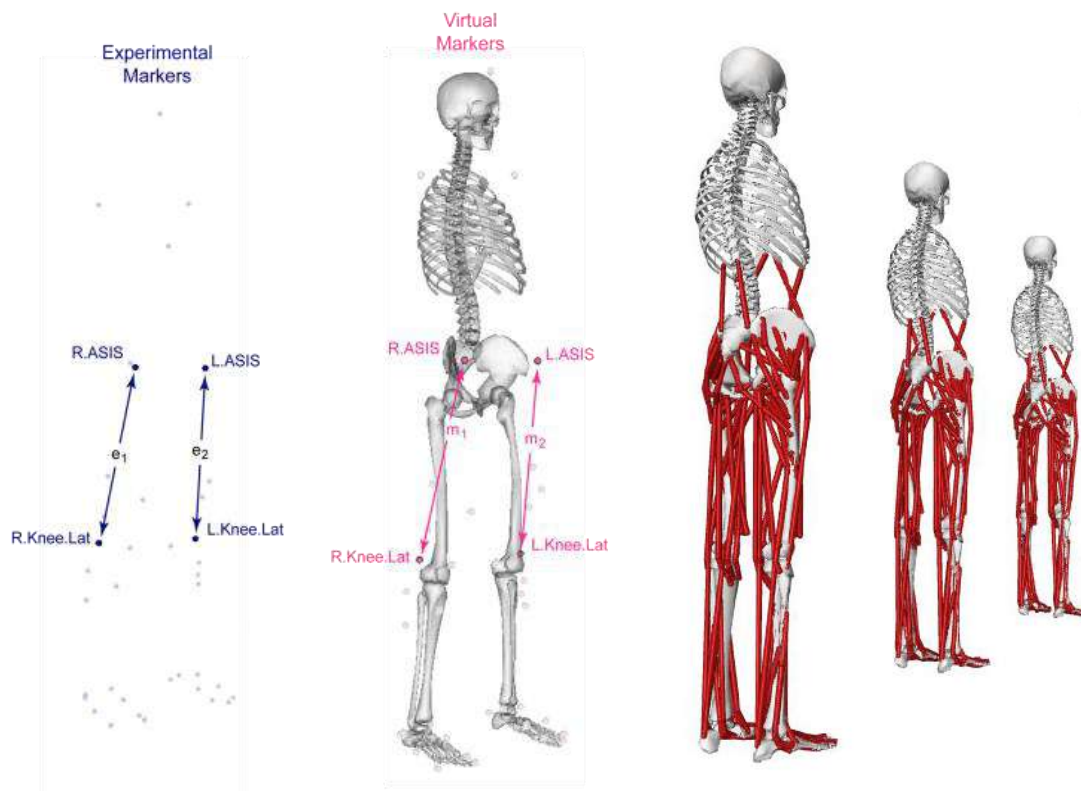 Experimental
Markers
R.ASIS
L.ASIS
e1
e2
R.Knee.Lat
L.Knee.Lat
Virtual
Markers
R.ASIS
L.ASIS
m1
m2
R.Knee.Lat
L.Knee.Lat